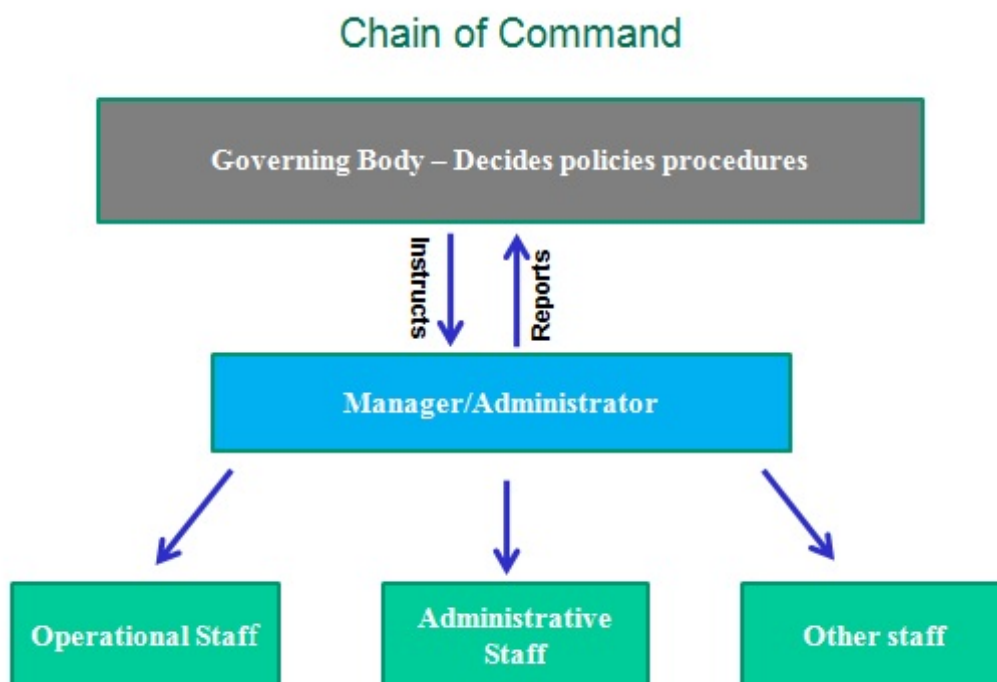 Chain of Command
Governing Body – Decides policies procedures
Instructs
Reports
Manager/Administrator
Operational Staff
Administrative
Staff
Other staff